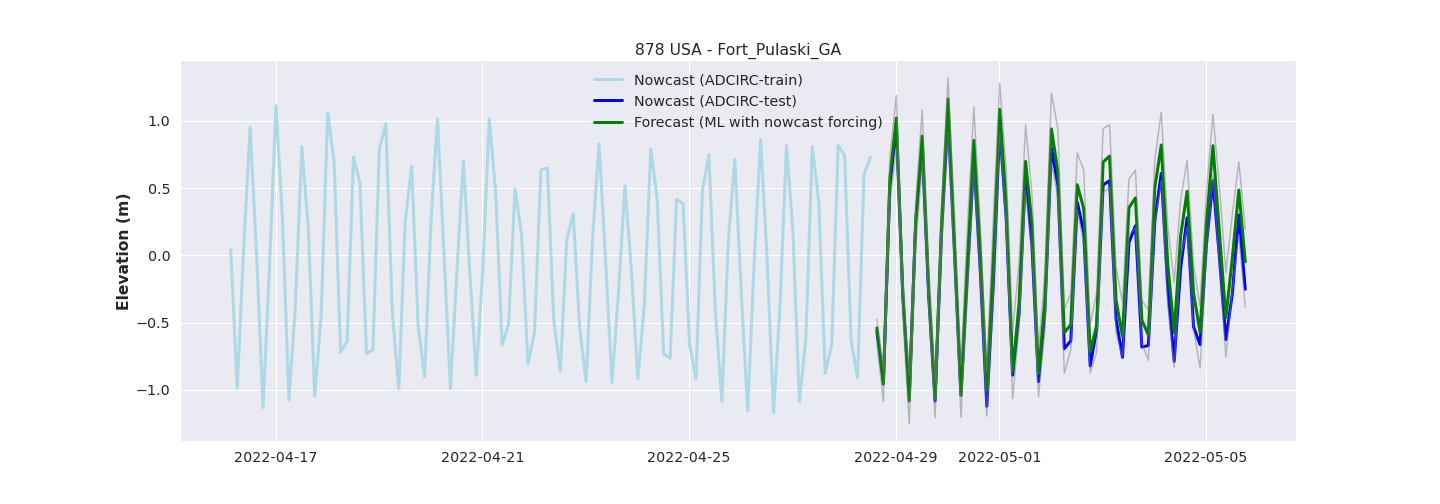 878 USA - Fort_Pulaski_GA
Nowcast (ADCIRC-train)
Nowcast (ADCIRC-test)
Forecast (ML with nowcast forcing)
Elevation (m)
1.0
0.5
0.0
−0.5
−1.0
2022-04-17 2022-04-21 2022-04-25 2022-04-29 2022-05-01 2022-05-05